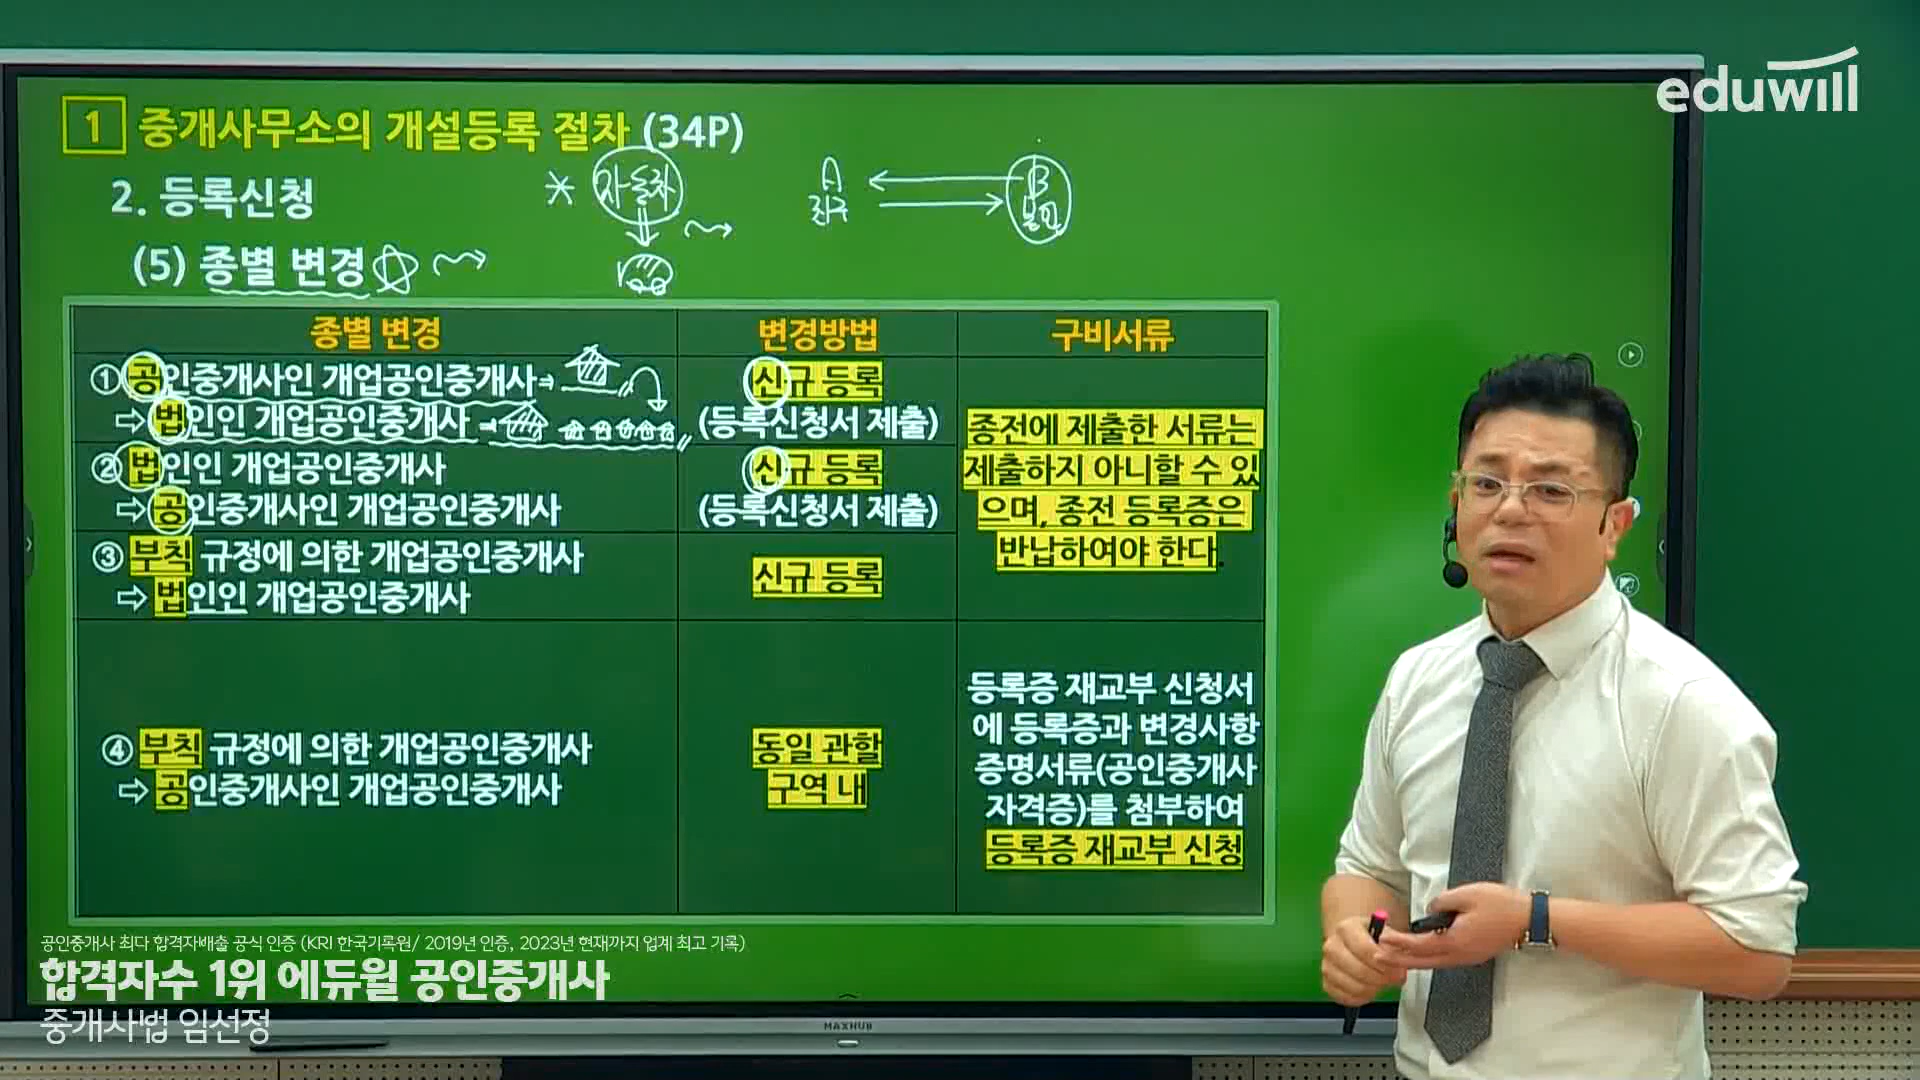 eduwill
1 중개사무소의 개설등록 절차 (34P)
2. 등록신청
자동차
A
B
(5) 종별 변경
종별 변경
변경방법
구비서류
① 공인중개사인 개업공인중개사
⇨ 법인인 개업공인중개사
신규 등록
(등록신청서 제출)
② 법인인 개업공인중개사
⇨ 공인중개사인 개업공인중개사
신규 등록
(등록신청서 제출)
③ 부칙 규정에 의한 개업공인중개사
⇨ 법인인 개업공인중개사
신규 등록
종전에 제출한 서류는
제출하지 아니할 수 있
으며, 종전 등록증은
반납하여야 한다.
④ 부칙 규정에 의한 개업공인중개사
⇨ 공인중개사인 개업공인중개사
동일 관할
구역 내
등록증 재교부 신청서
에 등록증과 변경사항
증명서류(공인중개사
자격증)를 첨부하여
등록증 재교부 신청
공인중개사 최다 합격자배출 공식 인증 (KRI 한국기록원/ 2019년 인증, 2023년 현재까지 업계 최고 기록)
합격자수 1위 에듀윌 공인중개사
중개사법 임선정
MAXHUB